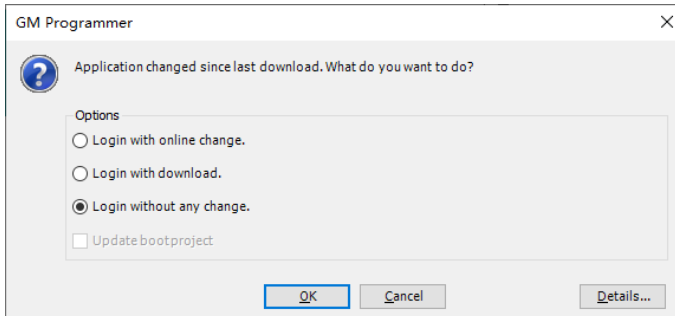 GM Programmer
Application changed since last download. What do you want to do?
Options
Login with online change.
Login with download.
Login without any change.
Update bootproject
OK
Cancel
Details...